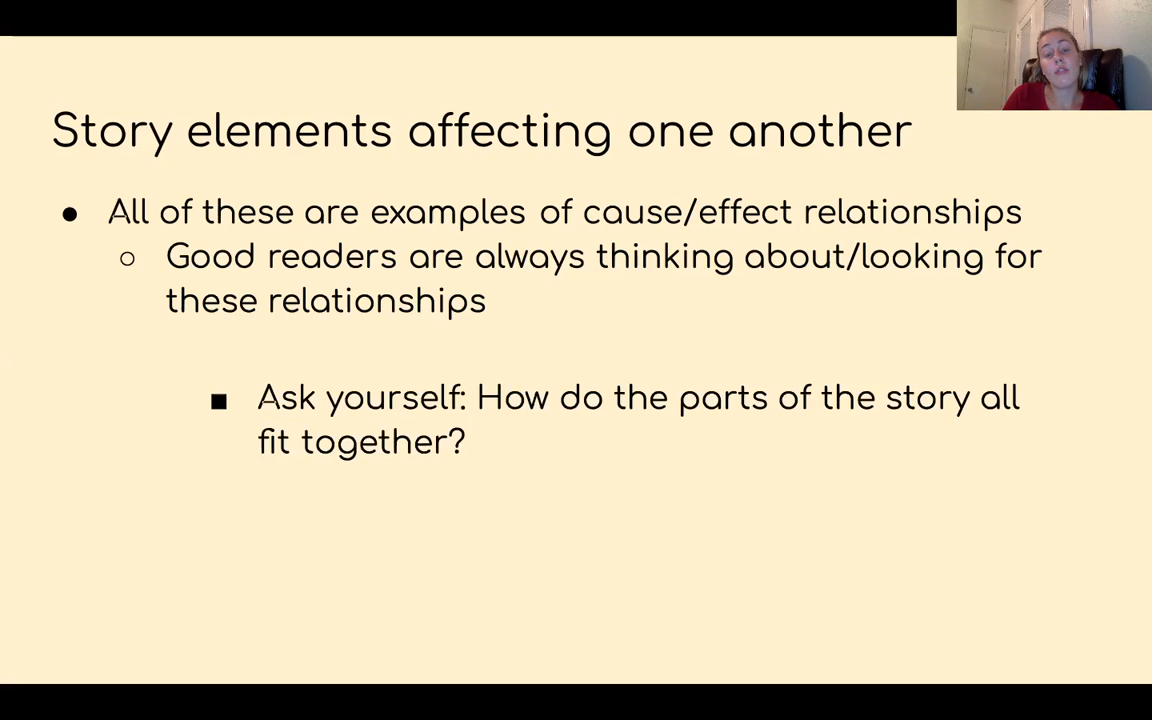 Story elements affecting one another
● All of these are examples of cause/effect relationships
○ Good readers are always thinking about/looking for
these relationships
■ Ask yourself: How do the parts of the story all
fit together?